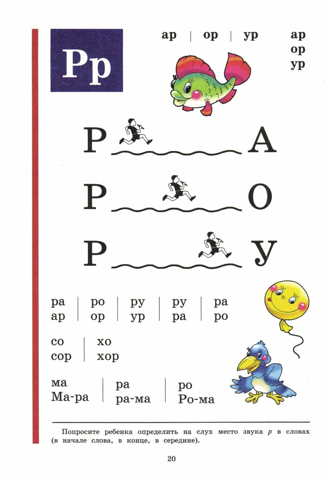 Рр
ар | ор | ур
ар
ор
ур
Р А
Р О
Р У
ра | ро | ру | ру | ра
ар | ор | ур | ра | ро
со | хо
сор | хор
ма | ра | ро
Ма-ра | ра-ма | Ро-ма
Попросите ребенка определить на слух место звука р в словах
(в начале слова, в конце, в середине).
20